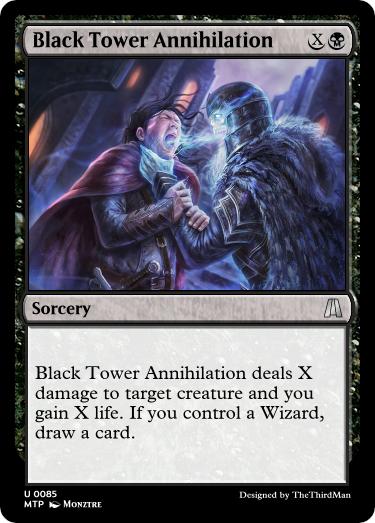 Black Tower Annihilation X
Sorcery
Black Tower Annihilation deals X
damage to target creature and you
gain X life. If you control a Wizard,
draw a card.
U 0085
Designed by TheThirdMan
MTP Monztre